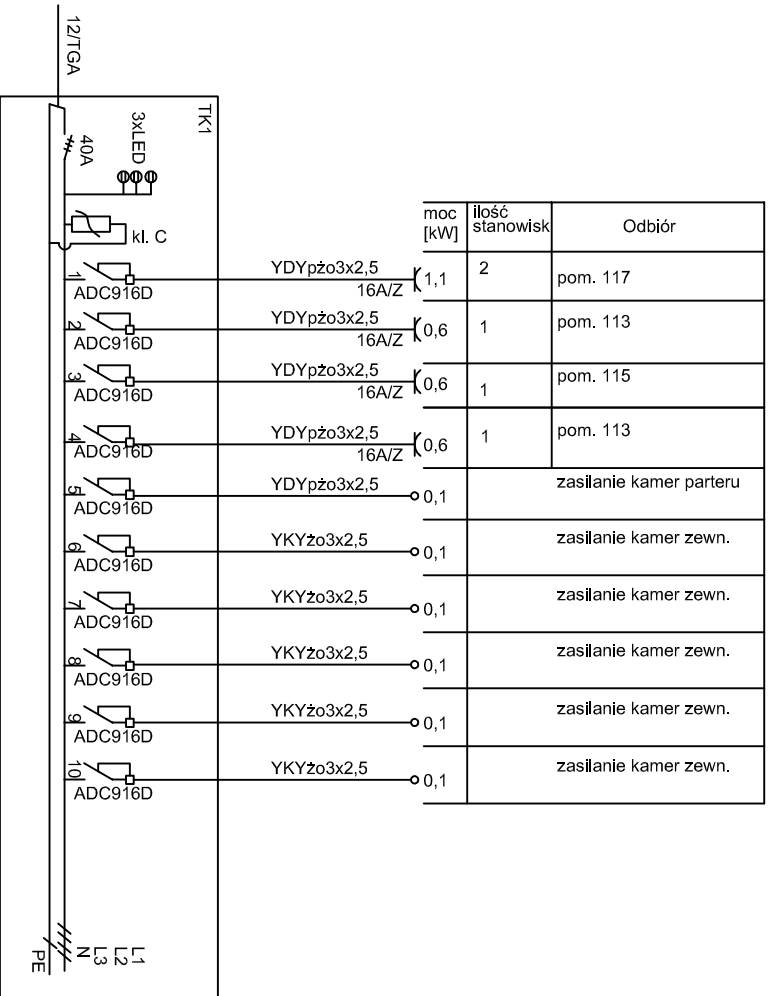 12/TGA
TK1
40A
3xLED
kl. C
moc [kW]
ilość stanowisk
Odbiór
1
ADC916D
YDYpżo3x2,5
16A/Z
1,1
2
pom. 117
2
ADC916D
YDYpżo3x2,5
16A/Z
0,6
1
pom. 113
3
ADC916D
YDYpżo3x2,5
16A/Z
0,6
1
pom. 115
4
ADC916D
YDYpżo3x2,5
16A/Z
0,6
1
pom. 113
5
ADC916D
YDYpżo3x2,5
0,1
zasilanie kamer parteru
6
ADC916D
YKYżo3x2,5
0,1
zasilanie kamer zewn.
7
ADC916D
YKYżo3x2,5
0,1
zasilanie kamer zewn.
8
ADC916D
YKYżo3x2,5
0,1
zasilanie kamer zewn.
9
ADC916D
YKYżo3x2,5
0,1
zasilanie kamer zewn.
10
ADC916D
YKYżo3x2,5
0,1
zasilanie kamer zewn.
L1
L2
L3
N
PE